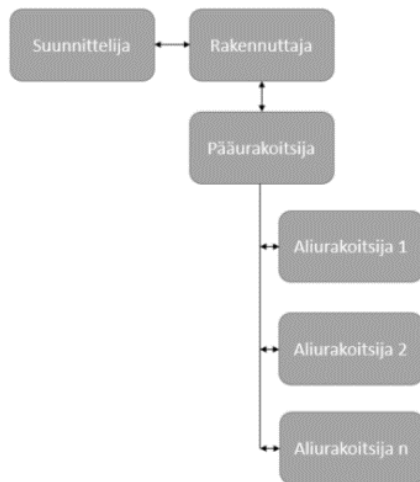 Suunnittelija
Rakennuttaja
Pääurakoitsija
Aliurakoitsija 1
Aliurakoitsija 2
Aliurakoitsija n